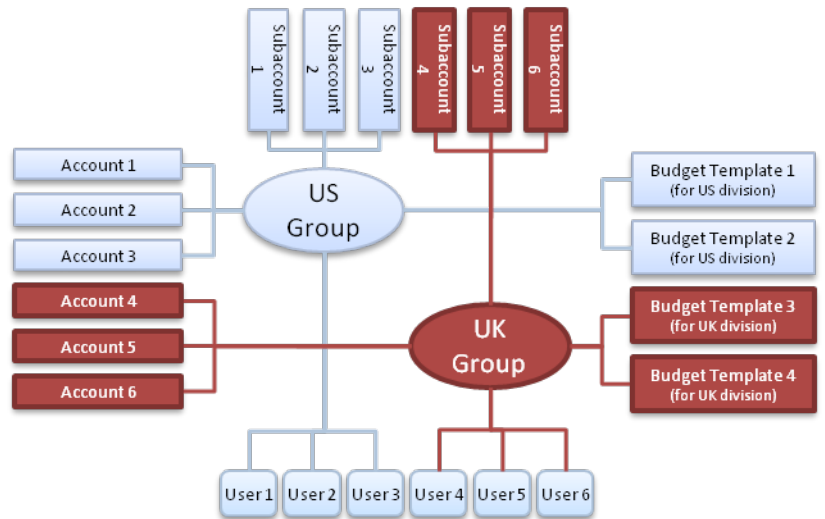 Subaccount
1
Subaccount
2
Subaccount
3
Subaccount
4
Subaccount
5
Subaccount
6
Account 1
Account 2
Account 3
US
Group
Budget Template 1
(for US division)
Budget Template 2
(for US division)
Account 4
Account 5
Account 6
UK
Group
Budget Template 3
(for UK division)
Budget Template 4
(for UK division)
User 1
User 2
User 3
User 4
User 5
User 6